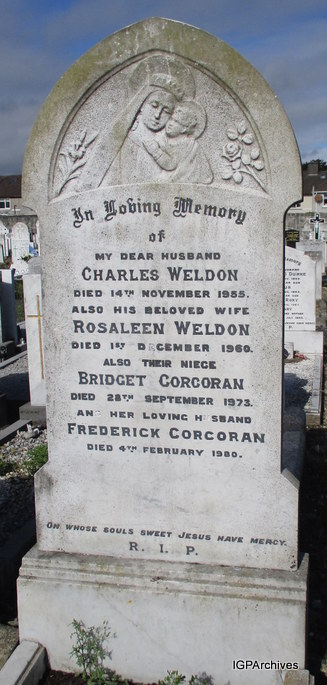 In Loving Memory
of
MY DEAR HUSBAND
CHARLES WELDON
DIED 14TH NOVEMBER 1955.
ALSO HIS BELOVED WIFE
ROSALEEN WELDON
DIED 1ST DECEMBER 1960.
ALSO THEIR NIECE
BRIDGET CORCORAN
DIED 28TH SEPTEMBER 1973.
AND HER LOVING HUSBAND
FREDERICK CORCORAN
DIED 4TH FEBRUARY 1980.
ON WHOSE SOULS SWEET JESUS HAVE MERCY.
R. I. P.
IGPArchives